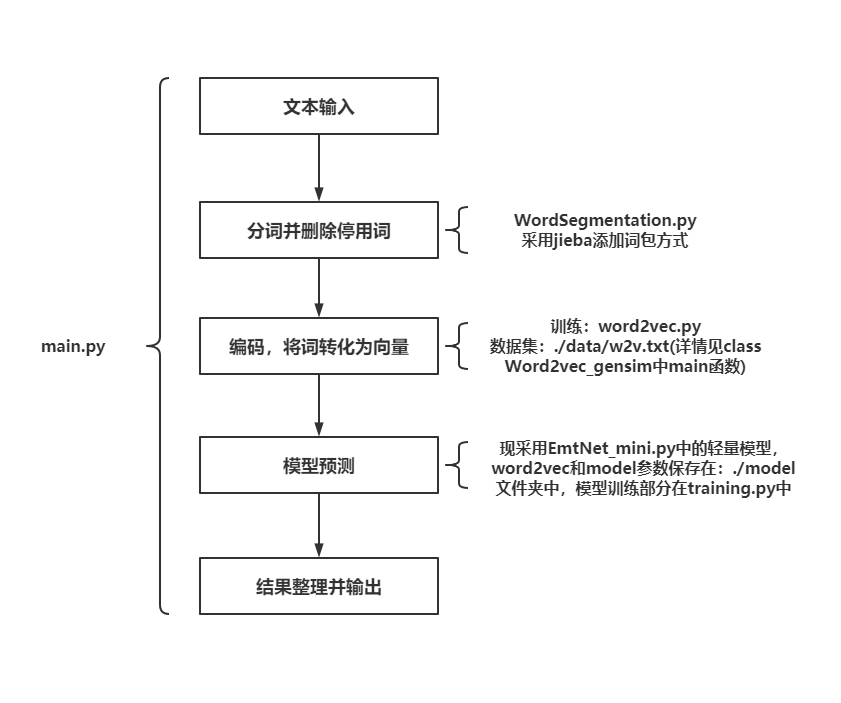 文本输入
分词并删除停用词
WordSegmentation.py
采用jieba添加词包方式
main.py
编码，将词转化为向量
训练：word2vec.py
数据集：./data/w2v.txt(详情见class
Word2vec_gensim中main函数)
模型预测
现采用EmtNet_mini.py中的轻量模型，
word2vec和model参数保存在：./model
文件夹中，模型训练部分在training.py中
结果整理并输出